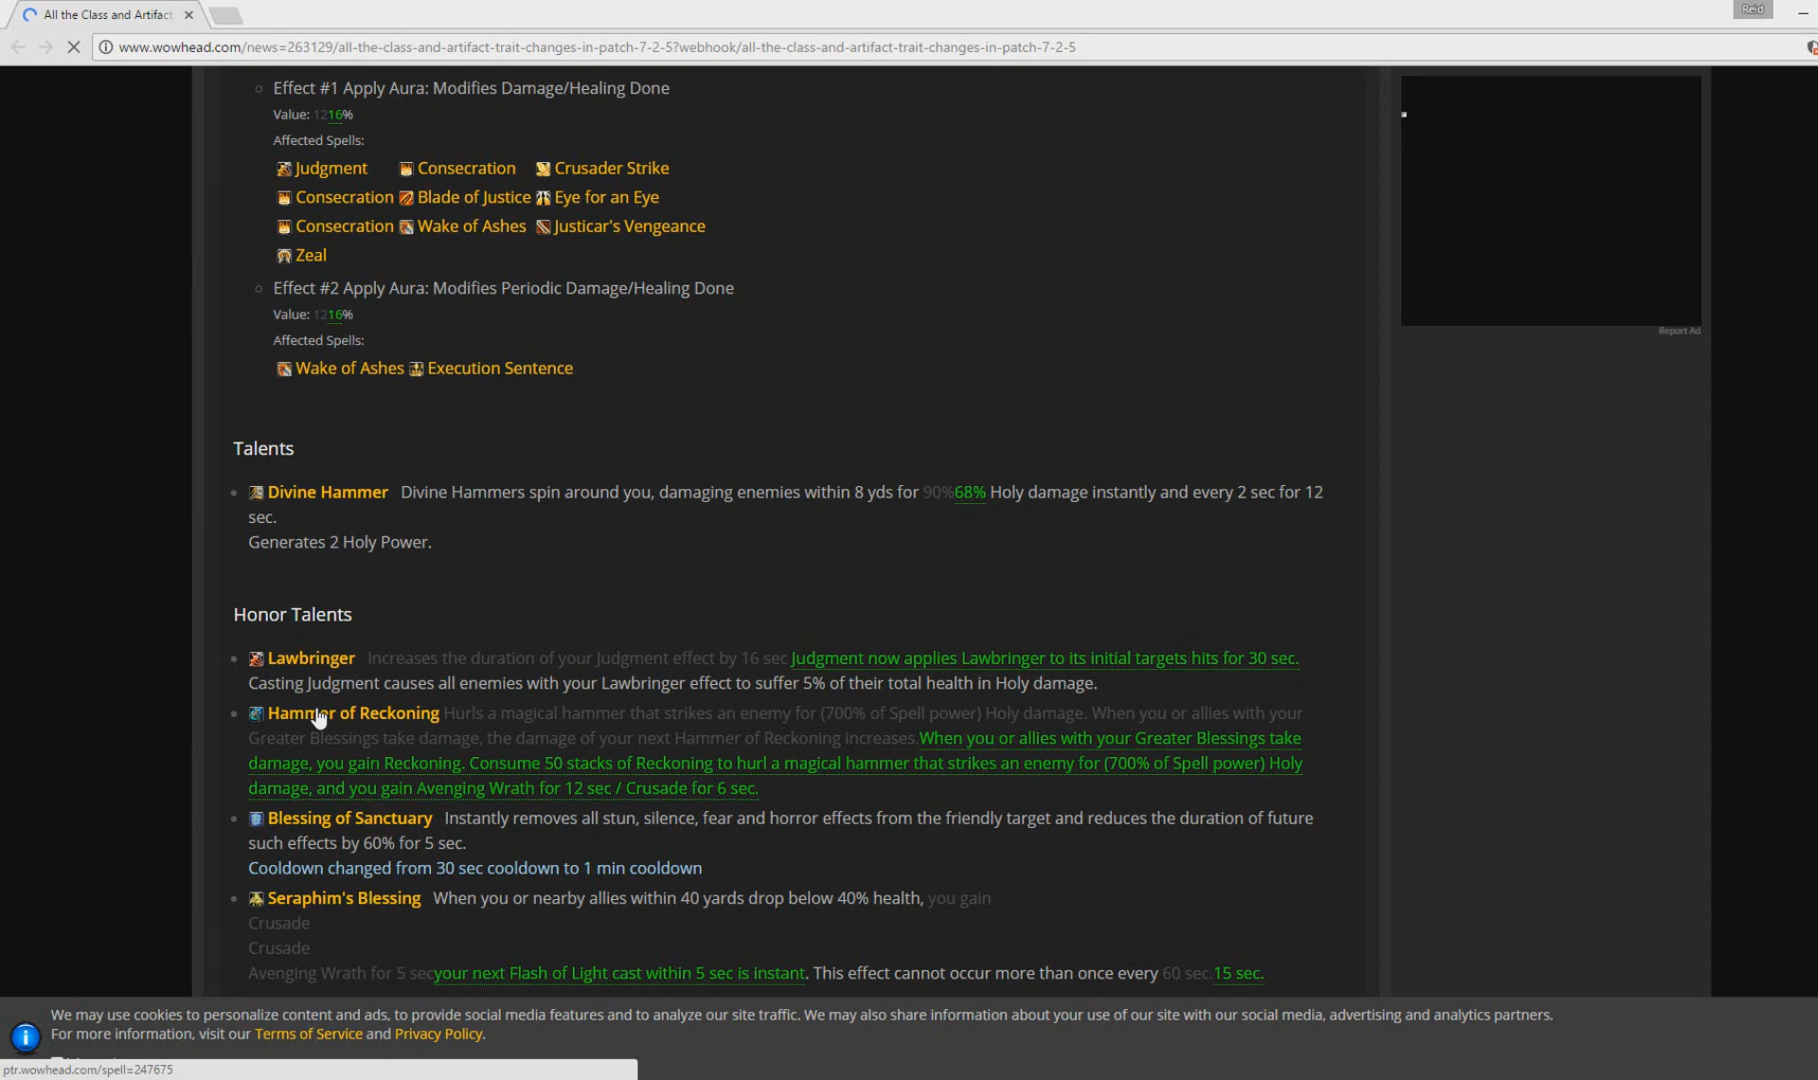 All the Class and Artifact
Reid
www.wowhead.com/news=263129/all-the-class-and-artifact-trait-changes-in-patch-7-2-5?webhook/all-the-class-and-artifact-trait-changes-in-patch-7-2-5
Effect #1 Apply Aura: Modifies Damage/Healing Done
Value: 1216%
Affected Spells:
Judgment Consecration Crusader Strike
Consecration Blade of Justice Eye for an Eye
Consecration Wake of Ashes Justicar's Vengeance
Zeal
Effect #2 Apply Aura: Modifies Periodic Damage/Healing Done
Value: 1216%
Affected Spells:
Wake of Ashes Execution Sentence
Report Ad
Talents
Divine Hammer Divine Hammers spin around you, damaging enemies within 8 yds for 90%68% Holy damage instantly and every 2 sec for 12
sec.
Generates 2 Holy Power.
Honor Talents
Lawbringer Increases the duration of your Judgment effect by 16 sec Judgment now applies Lawbringer to its initial targets hits for 30 sec.
Casting Judgment causes all enemies with your Lawbringer effect to suffer 5% of their total health in Holy damage.
Hammer of Reckoning Hurls a magical hammer that strikes an enemy for (700% of Spell power) Holy damage. When you or allies with your
Greater Blessings take damage, the damage of your next Hammer of Reckoning increases.When you or allies with your Greater Blessings take
damage, you gain Reckoning. Consume 50 stacks of Reckoning to hurl a magical hammer that strikes an enemy for (700% of Spell power) Holy
damage, and you gain Avenging Wrath for 12 sec / Crusade for 6 sec.
Blessing of Sanctuary Instantly removes all stun, silence, fear and horror effects from the friendly target and reduces the duration of future
such effects by 60% for 5 sec.
Cooldown changed from 30 sec cooldown to 1 min cooldown
Seraphim's Blessing When you or nearby allies within 40 yards drop below 40% health, you gain
Crusade
Crusade
Avenging Wrath for 5 secyour next Flash of Light cast within 5 sec is instant. This effect cannot occur more than once every 60 sec.15 sec.
We may use cookies to personalize content and ads, to provide social media features and to analyze our site traffic. We may also share information about your use of our site with our social media, advertising and analytics partners.
For more information, visit our Terms of Service and Privacy Policy.
ptr.wowhead.com/spell=247675